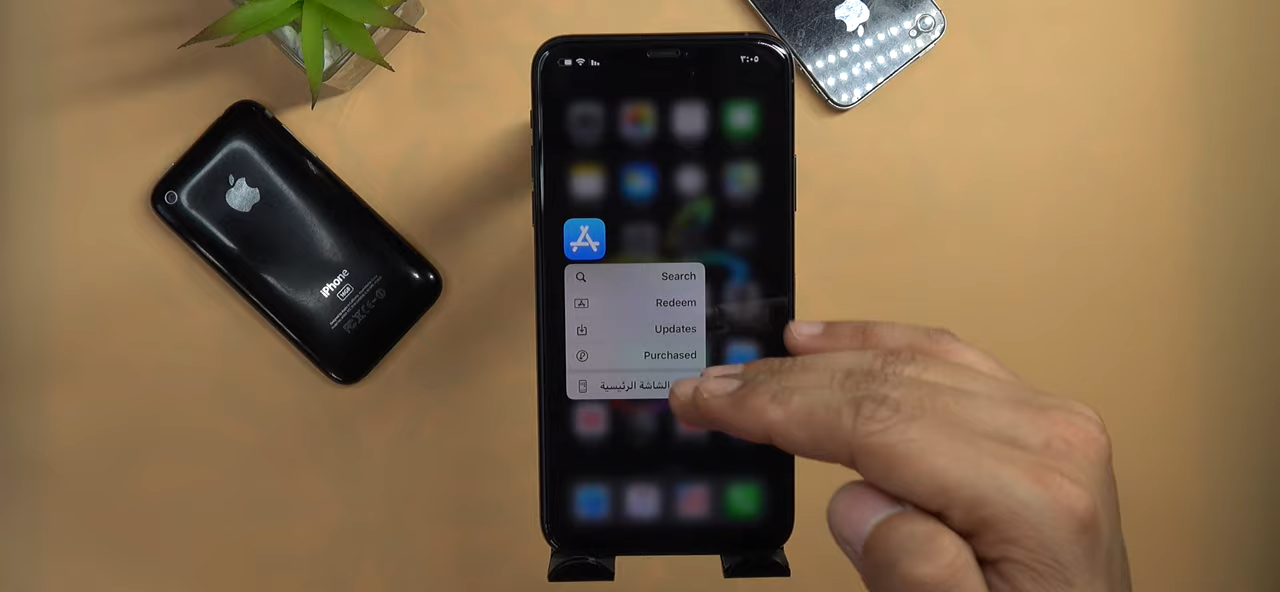 ٣:٠٥
Search
Redeem
Updates
Purchased
الشاشة الرئيسية
iPhone